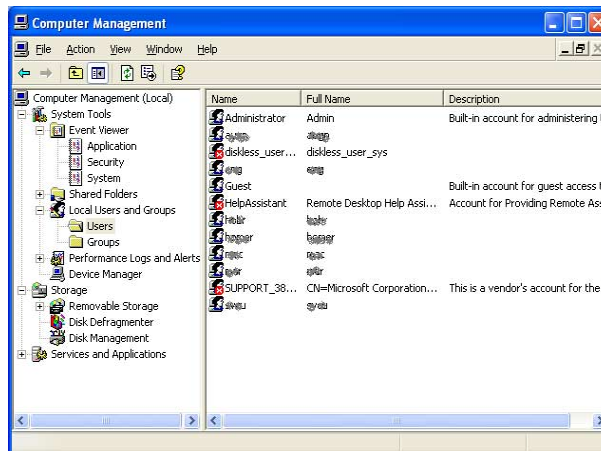 Computer Management
File Action View Window Help
Computer Management (Local)
System Tools
Event Viewer
Application
Security
System
Shared Folders
Local Users and Groups
Users
Groups
Performance Logs and Alerts
Device Manager
Storage
Removable Storage
Disk Defragmenter
Disk Management
Services and Applications
Name Full Name Description
Administrator Admin Built-in account for administering
diskless_user... diskless_user_sys
Guest Built-in account for guest access
HelpAssistant Remote Desktop Help Assi... Account for Providing Remote Ass
SUPPORT_38... CN=Microsoft Corporation... This is a vendor's account for the